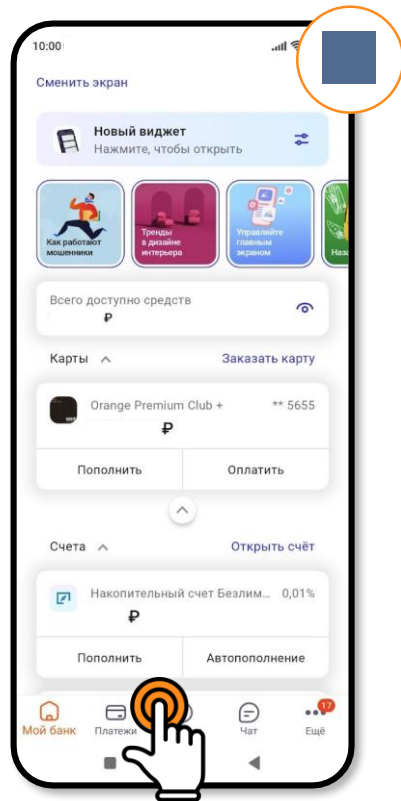 10:00
Сменить экран
Новый виджет
Нажмите, чтобы открыть
Как работают
мошенники
Тренды
в дизайне
интерьера
Управляйте
главным
экраном
Наза
Всего доступно средств
₽
Карты
Заказать карту
Orange Premium Club +
** 5655
₽
Пополнить
Оплатить
Счета
Открыть счёт
Накопительный счет Безлим...
0,01%
₽
Пополнить
Автопополнение
17
Мой банк
Платежи
Чат
Ещё